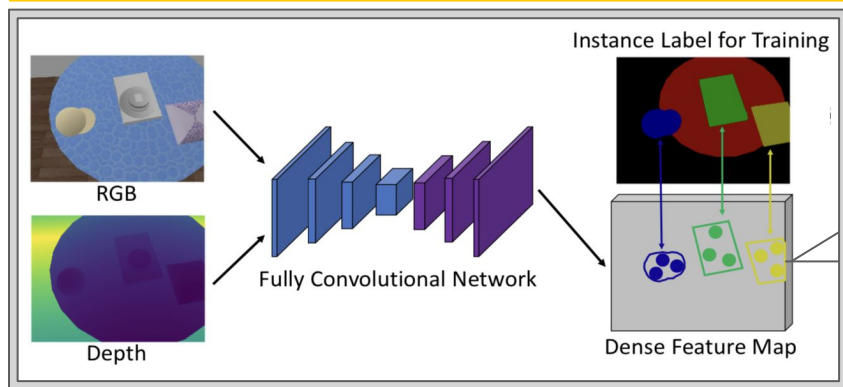 Instance Label for Training
RGB
Fully Convolutional Network
Depth
Dense Feature Map